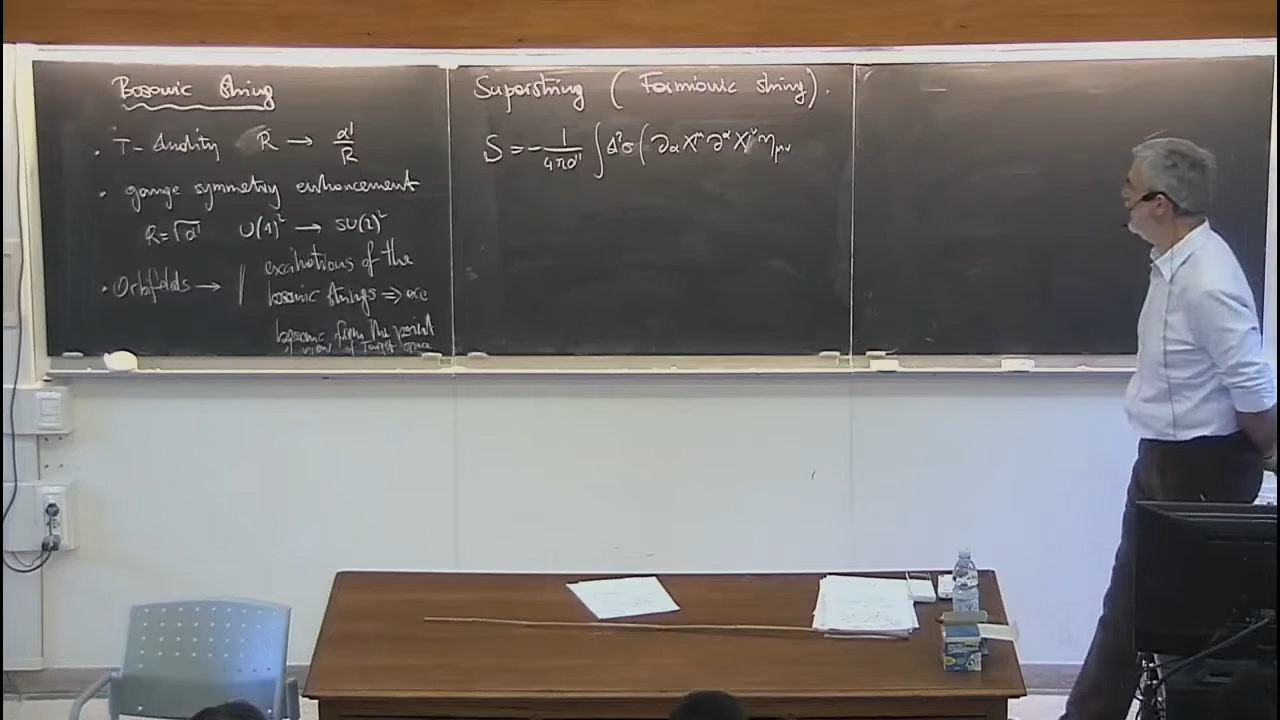 Bosonic String
. T-duality R → α'/R
. gauge symmetry enhancement
R=√α' U(1)² → SU(2)²
. Orbifolds → || excitations of the
bosonic strings ⇒ are
bosonic from the point
view of Target space
Superstring ( Fermionic string ).
S = - 1/4πα' ∫ d²σ ( ∂α X^μ ∂^α X^ν η_μν